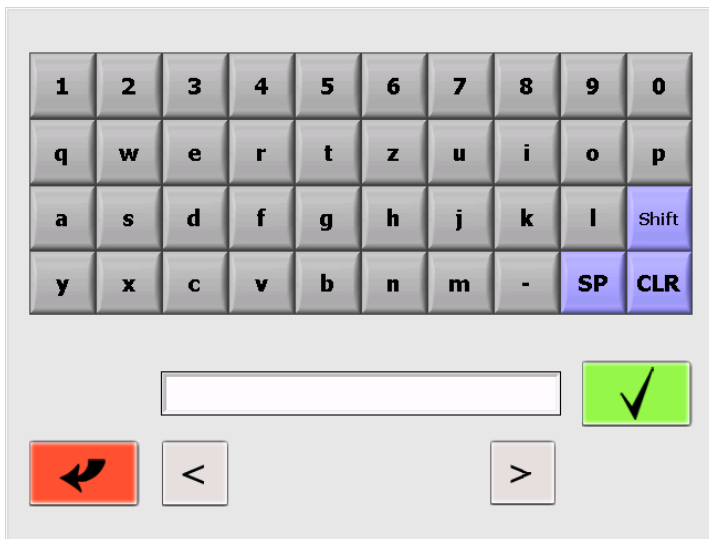 1 2 3 4 5 6 7 8 9 0
q w e r t z u i o p
a s d f g h j k l Shift
y x c v b n m - SP CLR
< >